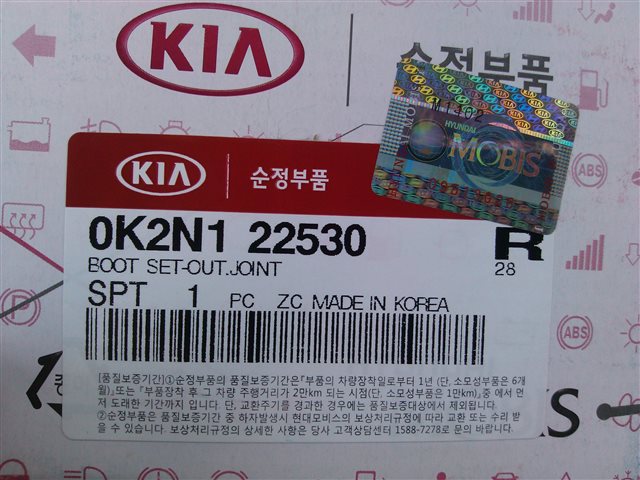 KIA
순정부품
HYUNDAI
MOBIS
KIA 순정부품
0K2N1 22530 R
BOOT SET-OUT.JOINT 28
SPT 1 PC ZC MADE IN KOREA
[품질보증기간]①순정부품의 품질보증기간은「부품의 차량장착일로부터 1년 (단, 소모성부품은 6개
월)」또는 「부품장착 후 그 차량 주행거리가 2만km 되는 시점(단, 소모성부품은 1만km)」중 에서 먼
저 도래한 기간까지 입니다. 단, 교환주기를 경과한 경우에는 품질보증대상에서 제외됩니다.
②순정부품은 품질보증기간 중 하자발생시 현대모비스의 보상처리규정에 따라 교환 또는 수리 받
을 수 있습니다. 보상처리규정의 상세한 사항은 당사 고객상담센터 1588-7278로 문의 바랍니다.
ABS
ABS
KS